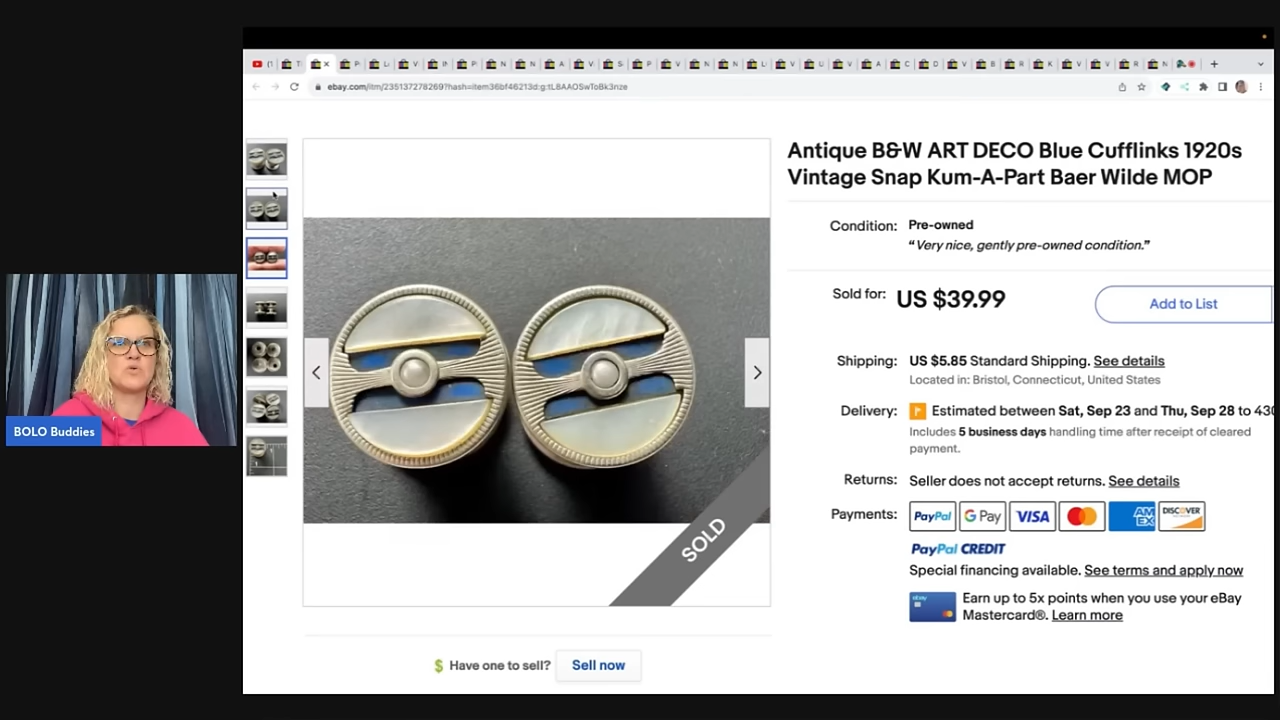 ebay.com/itm/235137278269?hash=item36bf46213d:g:tL8AAOSwToBk3nze
Antique B&W ART DECO Blue Cufflinks 1920s
Vintage Snap Kum-A-Part Baer Wilde MOP
Condition: Pre-owned
“Very nice, gently pre-owned condition.”
Sold for: US $39.99
Add to List
Shipping: US $5.85 Standard Shipping. See details
Located in: Bristol, Connecticut, United States
Delivery: Estimated between Sat, Sep 23 and Thu, Sep 28 to 430
Includes 5 business days handling time after receipt of cleared
payment.
Returns: Seller does not accept returns. See details
Payments: PayPal G Pay VISA AM EX DISCOVER
PayPal CREDIT
Special financing available. See terms and apply now
Earn up to 5x points when you use your eBay
Mastercard®. Learn more
SOLD
Have one to sell? Sell now
BOLO Buddies